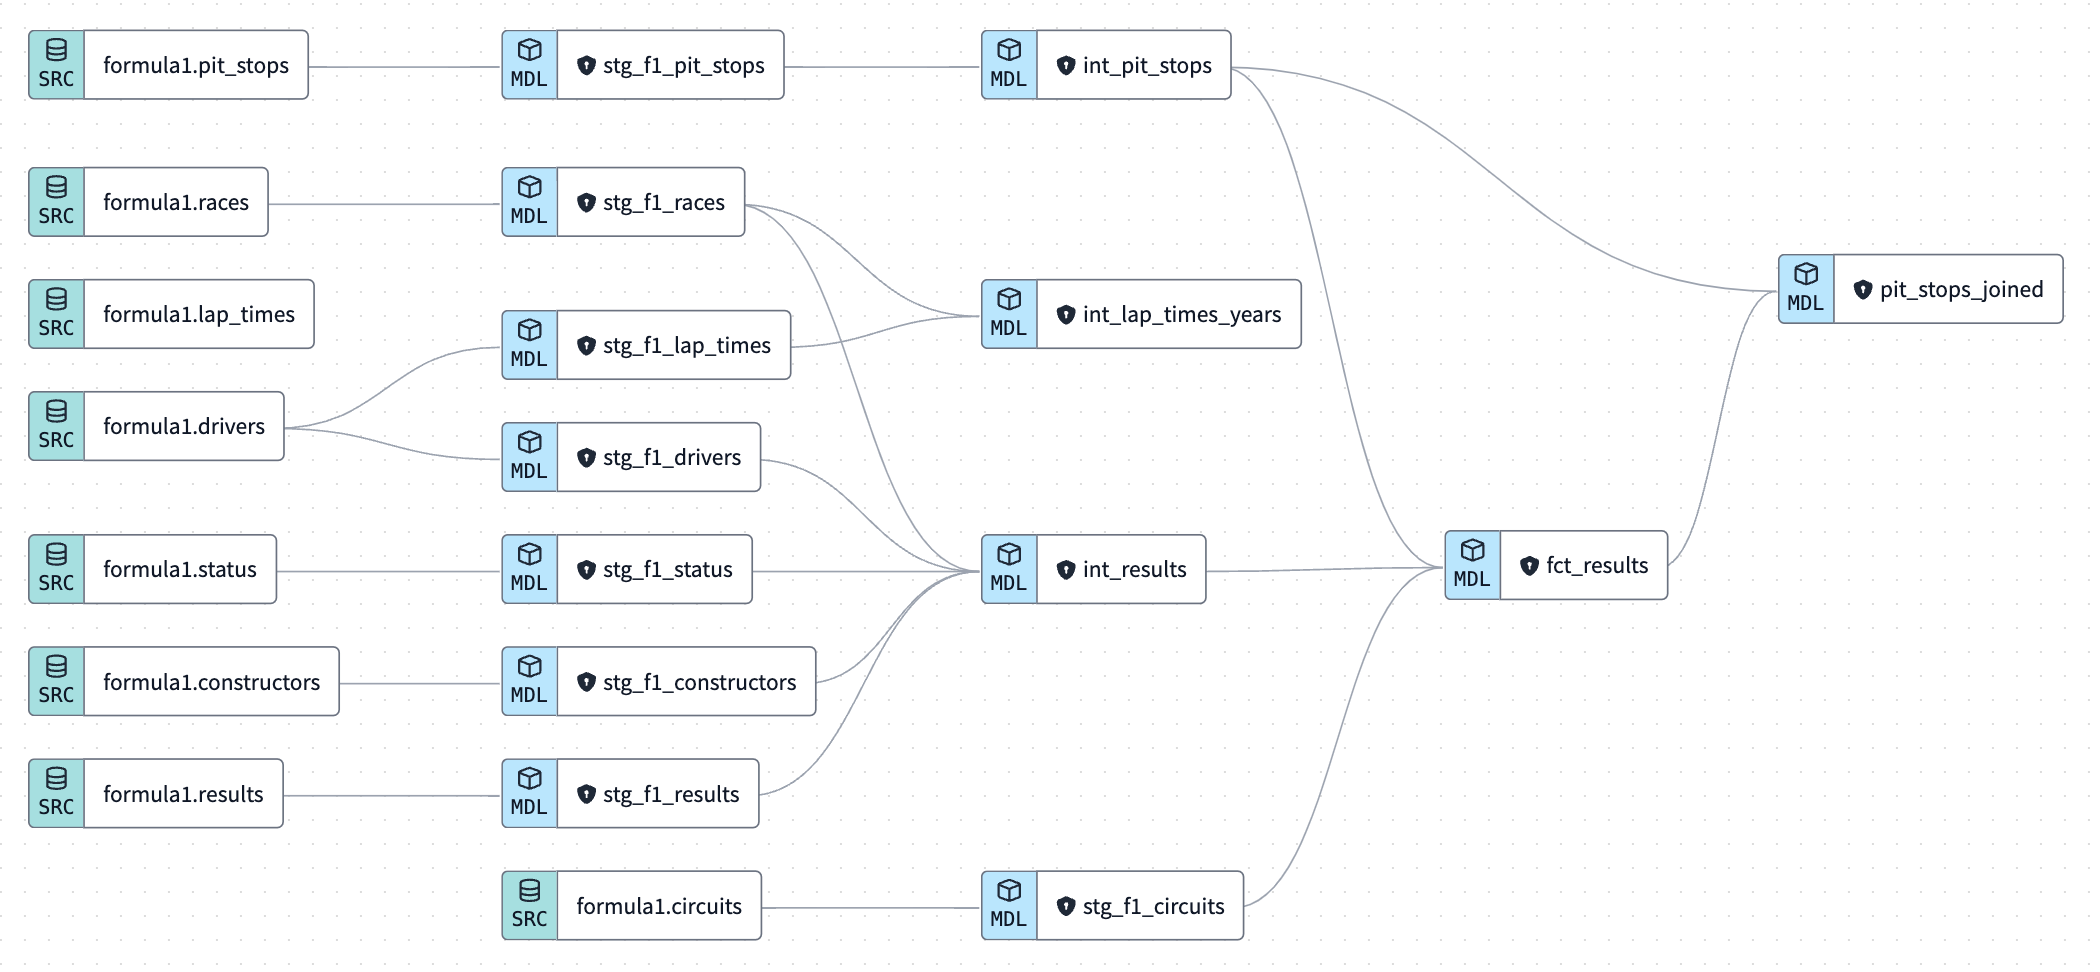 SRC formula1.pit_stops
MDL stg_f1_pit_stops
MDL int_pit_stops
SRC formula1.races
MDL stg_f1_races
MDL pit_stops_joined
SRC formula1.lap_times
MDL stg_f1_lap_times
MDL int_lap_times_years
SRC formula1.drivers
MDL stg_f1_drivers
SRC formula1.status
MDL stg_f1_status
MDL int_results
MDL fct_results
SRC formula1.constructors
MDL stg_f1_constructors
SRC formula1.results
MDL stg_f1_results
SRC formula1.circuits
MDL stg_f1_circuits